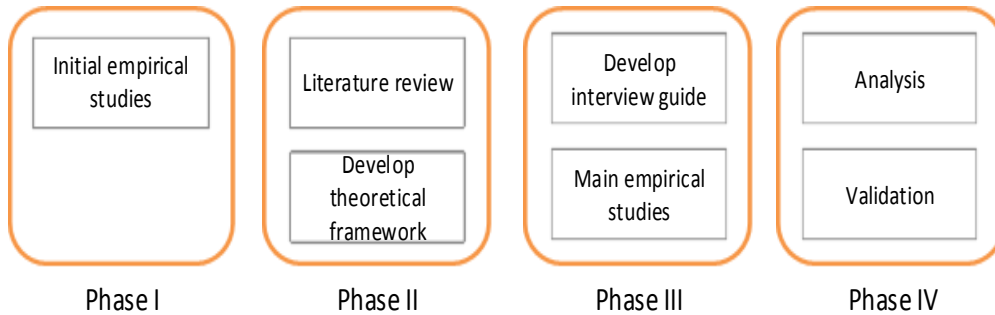 Initial empirical
studies
Literature review
Develop
theoretical
framework
Develop
interview guide
Main empirical
studies
Analysis
Validation
Phase I
Phase II
Phase III
Phase IV